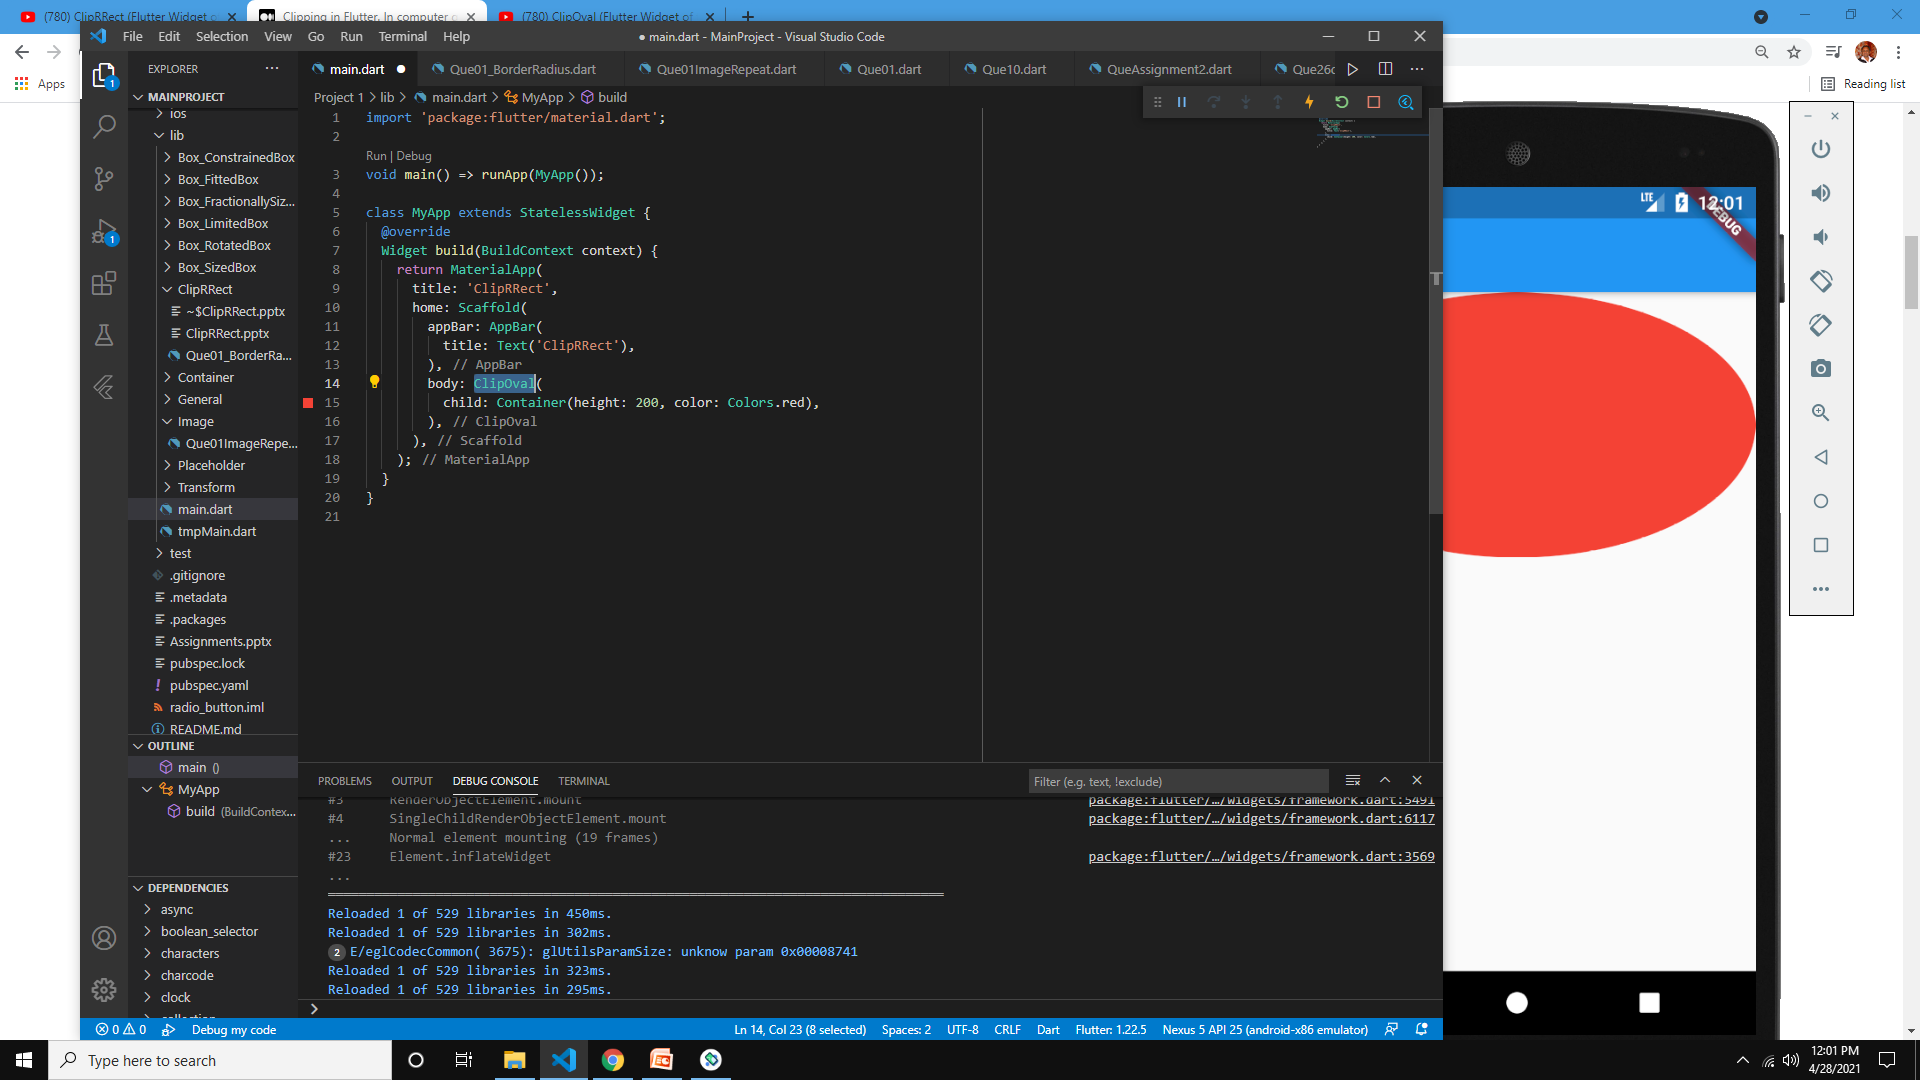 (780) ClipRRect (Flutter Widget o
Clipping in Flutter. In computer g
(780) ClipOval (Flutter Widget of
File Edit Selection View Go Run Terminal Help
● main.dart - MainProject - Visual Studio Code
Apps
Reading list
EXPLORER
main.dart
Que01_BorderRadius.dart
Que01ImageRepeat.dart
Que01.dart
Que10.dart
QueAssignment2.dart
Que26c
Project 1 > lib > main.dart > MyApp > build
MAINPROJECT
ios
lib
Box_ConstrainedBox
Box_FittedBox
Box_FractionallySiz...
Box_LimitedBox
Box_RotatedBox
Box_SizedBox
ClipRRect
~$ClipRRect.pptx
ClipRRect.pptx
Que01_BorderRa...
Container
General
Image
Que01ImageRepe...
Placeholder
Transform
main.dart
tmpMain.dart
test
.gitignore
.metadata
.packages
Assignments.pptx
pubspec.lock
pubspec.yaml
radio_button.iml
README.md
OUTLINE
main ()
MyApp
build (BuildContex...
DEPENDENCIES
async
boolean_selector
characters
charcode
clock
1 import 'package:flutter/material.dart';
2
Run | Debug
3 void main() => runApp(MyApp());
4
5 class MyApp extends StatelessWidget {
6 @override
7 Widget build(BuildContext context) {
8 return MaterialApp(
9 title: 'ClipRRect',
10 home: Scaffold(
11 appBar: AppBar(
12 title: Text('ClipRRect'),
13 ), // AppBar
14 body: ClipOval(
15 child: Container(height: 200, color: Colors.red),
16 ), // ClipOval
17 ), // Scaffold
18 ); // MaterialApp
19 }
20 }
21
PROBLEMS OUTPUT DEBUG CONSOLE TERMINAL
Filter (e.g. text, !exclude)
#3 RenderObjectElement.mount package:flutter/…/widgets/framework.dart:5491
#4 SingleChildRenderObjectElement.mount package:flutter/…/widgets/framework.dart:6117
... Normal element mounting (19 frames)
#23 Element.inflateWidget package:flutter/…/widgets/framework.dart:3569
...
Reloaded 1 of 529 libraries in 450ms.
Reloaded 1 of 529 libraries in 302ms.
2 E/eglCodecCommon( 3675): glUtilsParamSize: unknow param 0x00008741
Reloaded 1 of 529 libraries in 323ms.
Reloaded 1 of 529 libraries in 295ms.
0 0 Debug my code
Ln 14, Col 23 (8 selected) Spaces: 2 UTF-8 CRLF Dart Flutter: 1.22.5 Nexus 5 API 25 (android-x86 emulator)
LTE 12:01
DEBUG
Type here to search
12:01 PM
4/28/2021